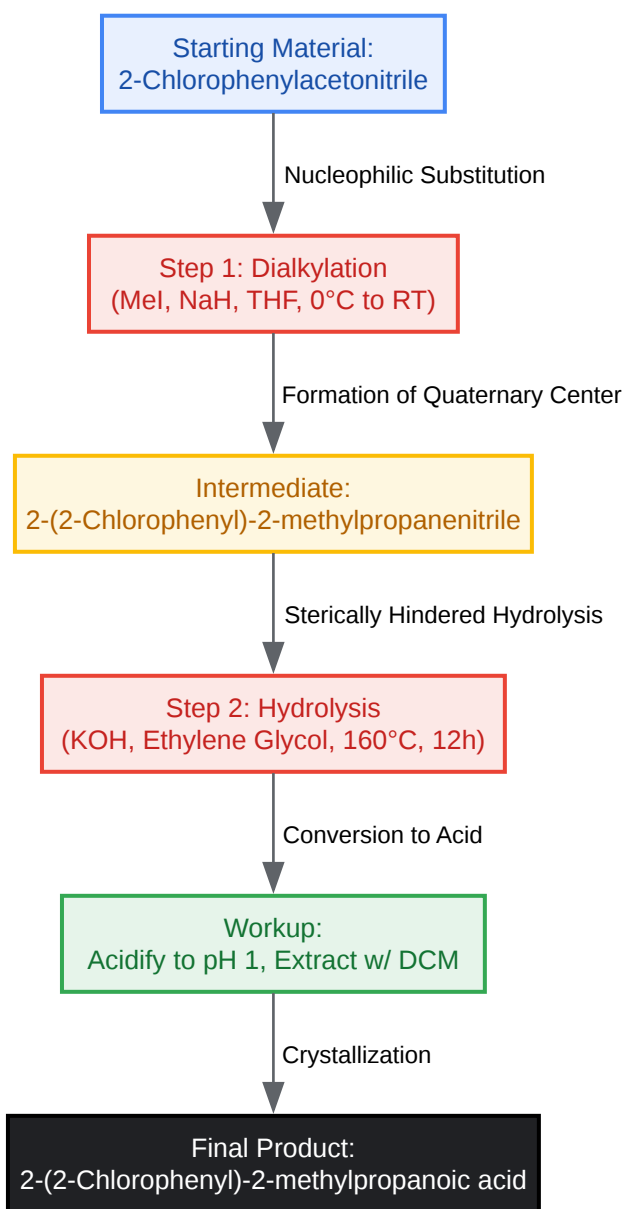 Starting Material:
2-Chlorophenylacetonitrile
Nucleophilic Substitution
Step 1: Dialkylation
(MeI, NaH, THF, 0°C to RT)
Formation of Quaternary Center
Intermediate:
2-(2-Chlorophenyl)-2-methylpropanenitrile
Sterically Hindered Hydrolysis
Step 2: Hydrolysis
(KOH, Ethylene Glycol, 160°C, 12h)
Conversion to Acid
Workup:
Acidify to pH 1, Extract w/ DCM
Crystallization
Final Product:
2-(2-Chlorophenyl)-2-methylpropanoic acid